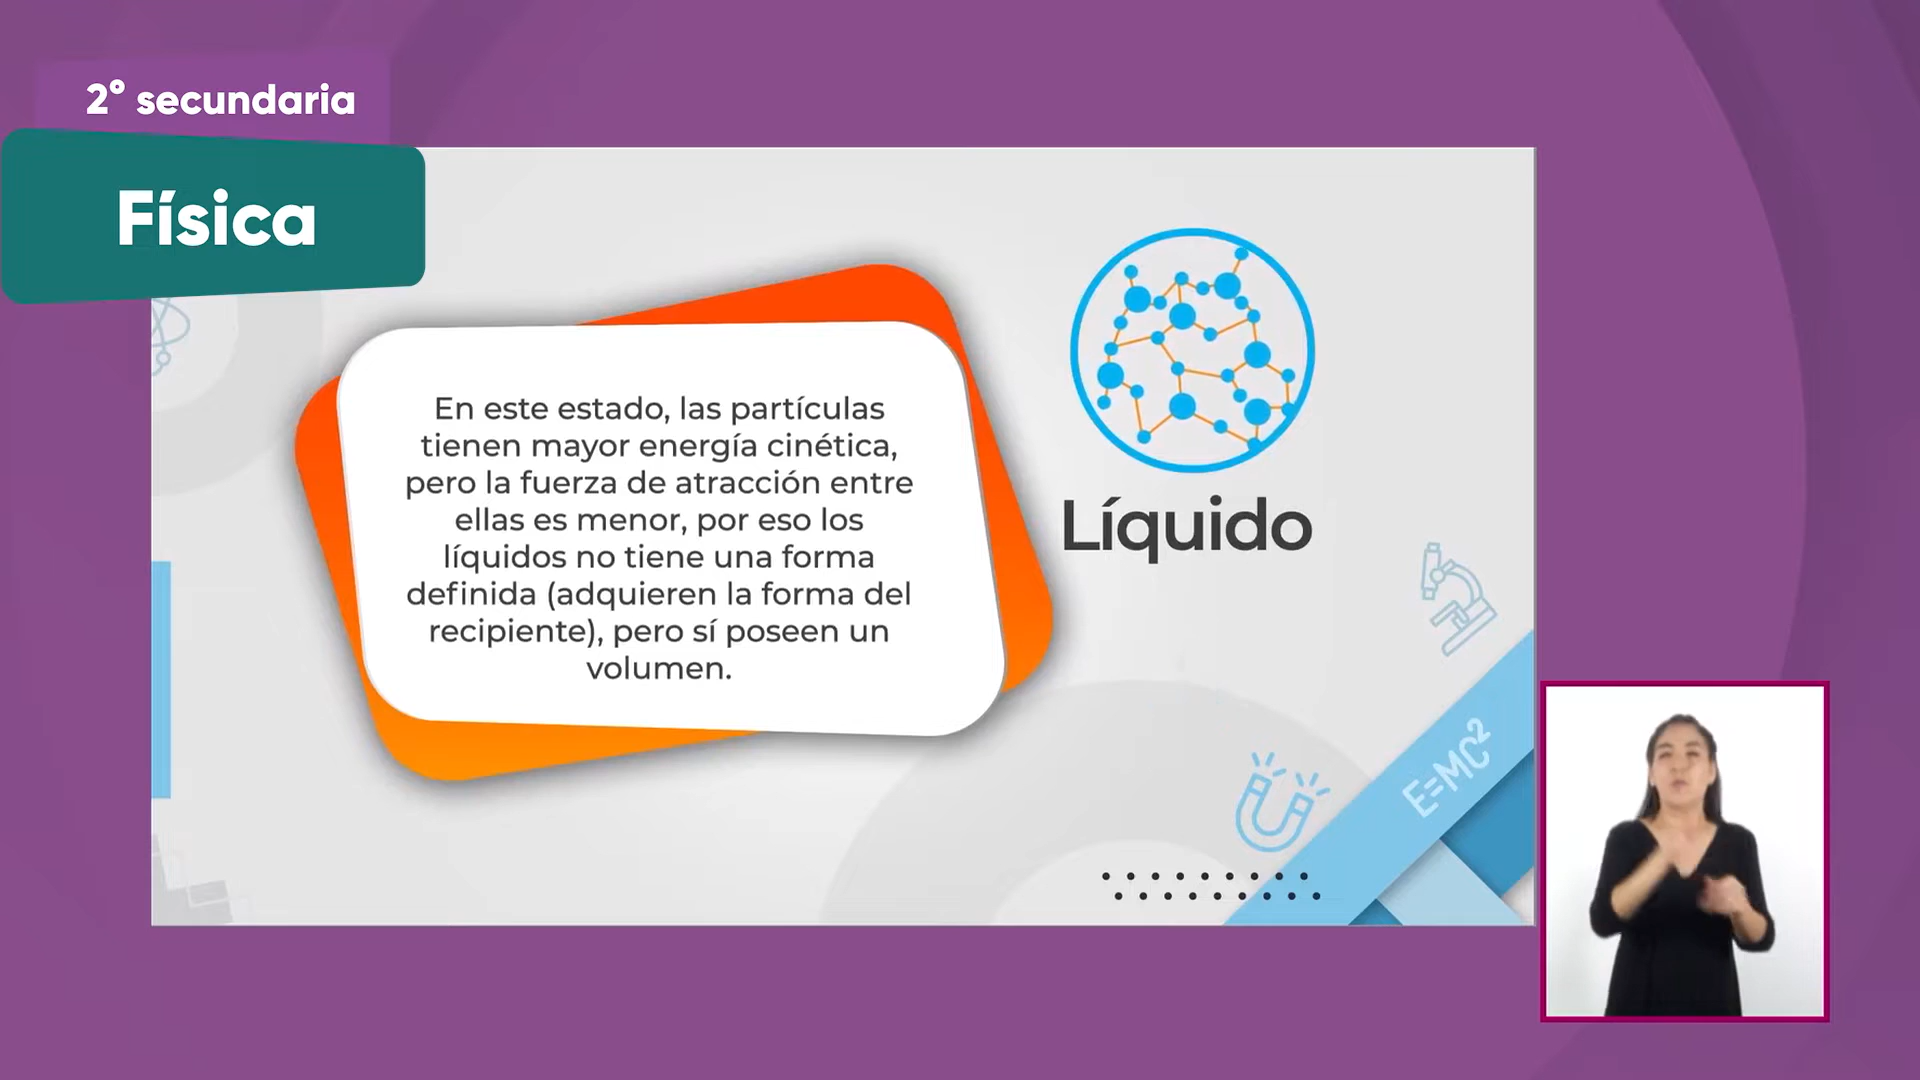 2° secundaria
Física
En este estado, las partículas
tienen mayor energía cinética,
pero la fuerza de atracción entre
ellas es menor, por eso los
líquidos no tiene una forma
definida (adquieren la forma del
recipiente), pero sí poseen un
volumen.
Líquido
E=MC²